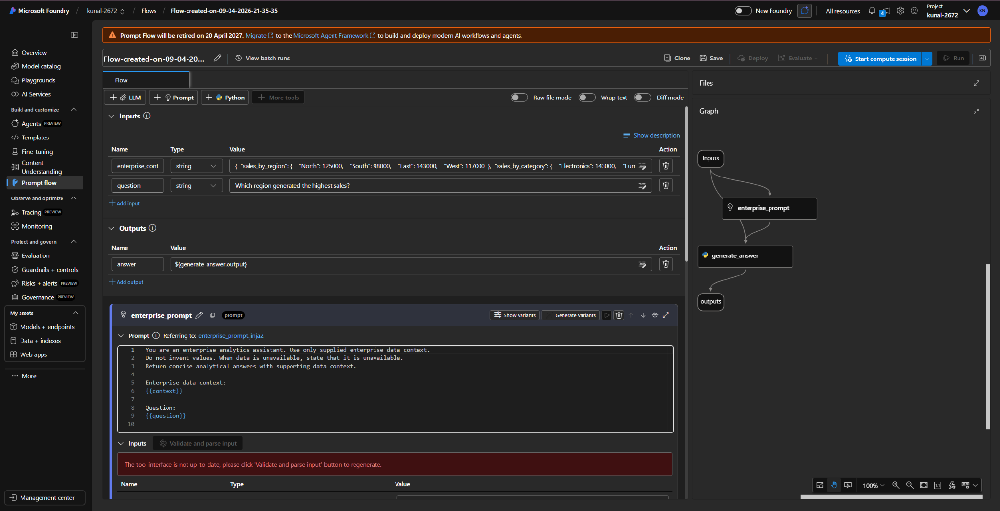 Microsoft Foundry / kunal-2672 / Flows / Flow-created-on-09-04-2026-21-35-35
New Foundry All resources 4 Project kunal-2672 KN
Prompt Flow will be retired on 20 April 2027. Migrate to the Microsoft Agent Framework to build and deploy modern AI workflows and agents.
Overview
Model catalog
Playgrounds
AI Services
Build and customize
Agents PREVIEW
Templates
Fine-tuning
Content
Understanding
Prompt flow
Observe and optimize
Tracing PREVIEW
Monitoring
Protect and govern
Evaluation
Guardrails + controls
Risks + alerts PREVIEW
Governance PREVIEW
My assets
Models + endpoints
Data + indexes
Web apps
More
Management center
Flow-created-on-09-04-20... View batch runs Clone Save Deploy Evaluate Start compute session Run
Flow
LLM Prompt Python More tools Raw file mode Wrap text Diff mode
Inputs
Show description
Name Type Value Action
enterprise_cont string { "sales_by_region": { "North": 125000, "South": 98000, "East": 143000, "West": 117000 }, "sales_by_category": { "Electronics": 143000, "Furr
question string Which region generated the highest sales?
Add input
Outputs
Name Value Action
answer ${generate_answer.output}
Add output
enterprise_prompt prompt Show variants Generate variants
Prompt Referring to: enterprise_prompt.jinja2
1 You are an enterprise analytics assistant. Use only supplied enterprise data context.
2 Do not invent values. When data is unavailable, state that it is unavailable.
3 Return concise analytical answers with supporting data context.
4
5 Enterprise data context:
6 {{context}}
7
8 Question:
9 {{question}}
10
Inputs Validate and parse input
The tool interface is not up-to-date, please click 'Validate and parse input' button to regenerate.
Name Type Value
Files
Graph
inputs
enterprise_prompt
generate_answer
outputs
100% 1:1